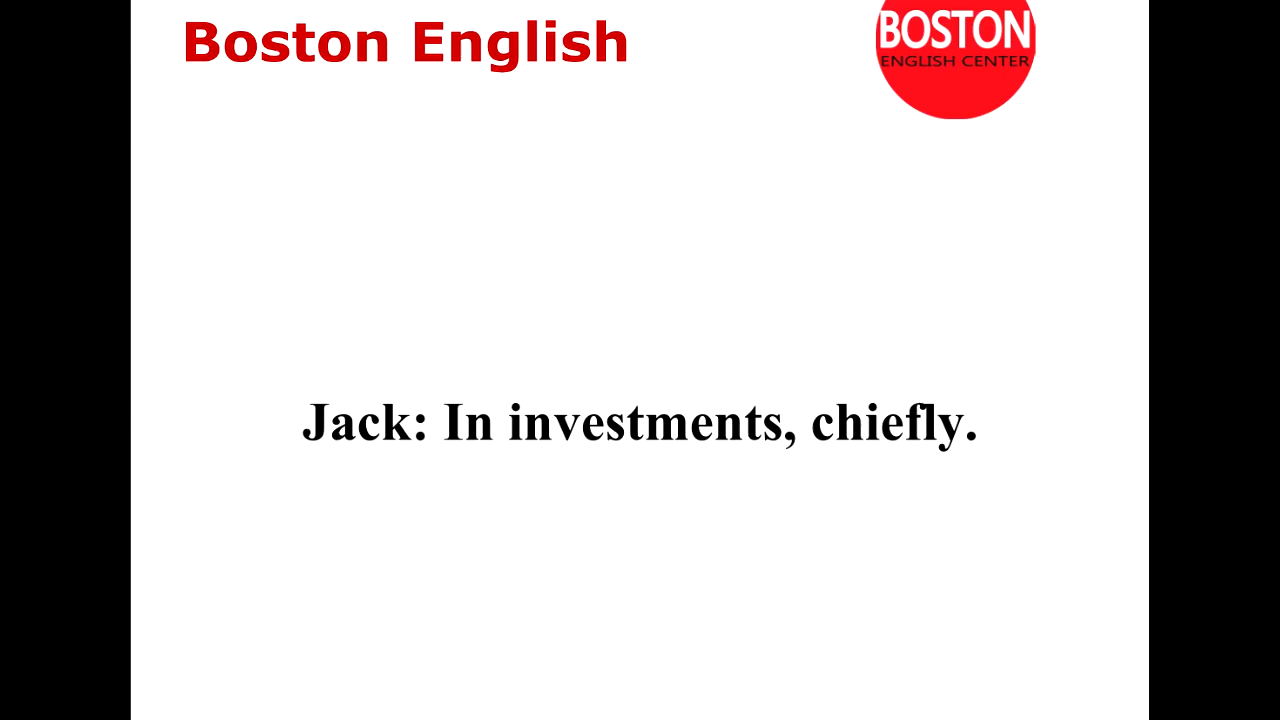 Boston English
BOSTON
ENGLISH CENTER
Jack: In investments, chiefly.